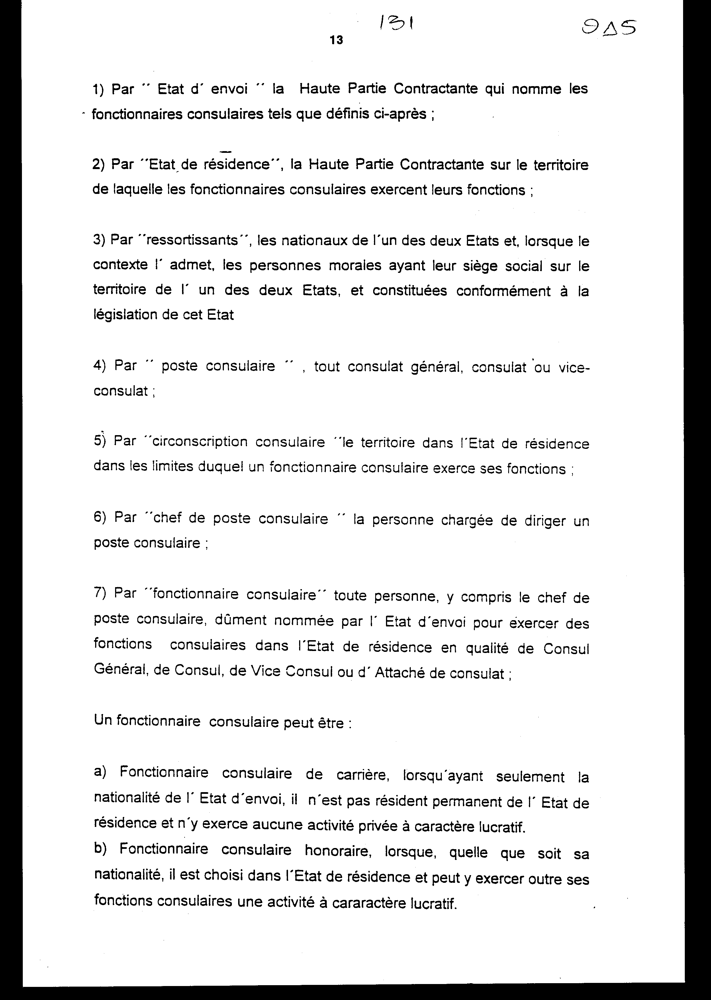 131
13
1) Par ´´ Etat d´ envoi ´´ la Haute Partie Contractante qui nomme les
fonctionnaires consulaires tels que définis ci-après ;
2) Par ´´Etat de résidence´´, la Haute Partie Contractante sur le territoire
de laquelle les fonctionnaires consulaires exercent leurs fonctions ;
3) Par ´´ressortissants´´, les nationaux de l´un des deux Etats et, lorsque le
contexte l´ admet, les personnes morales ayant leur siège social sur le
territoire de l´ un des deux Etats, et constituées conformément à la
législation de cet Etat
4) Par ´´ poste consulaire ´´ , tout consulat général, consulat ou vice-
consulat ;
5) Par ´´circonscription consulaire ´´le territoire dans l´Etat de résidence
dans les limites duquel un fonctionnaire consulaire exerce ses fonctions ;
6) Par ´´chef de poste consulaire ´´ la personne chargée de diriger un
poste consulaire ;
7) Par ´´fonctionnaire consulaire´´ toute personne, y compris le chef de
poste consulaire, dûment nommée par l´ Etat d´envoi pour exercer des
fonctions consulaires dans l´Etat de résidence en qualité de Consul
Général, de Consul, de Vice Consul ou d´ Attaché de consulat ;
Un fonctionnaire consulaire peut être :
a) Fonctionnaire consulaire de carrière, lorsqu´ayant seulement la
nationalité de l´ Etat d´envoi, il n´est pas résident permanent de l´ Etat de
résidence et n´y exerce aucune activité privée à caractère lucratif.
b) Fonctionnaire consulaire honoraire, lorsque, quelle que soit sa
nationalité, il est choisi dans l´Etat de résidence et peut y exercer outre ses
fonctions consulaires une activité à cararactère lucratif.